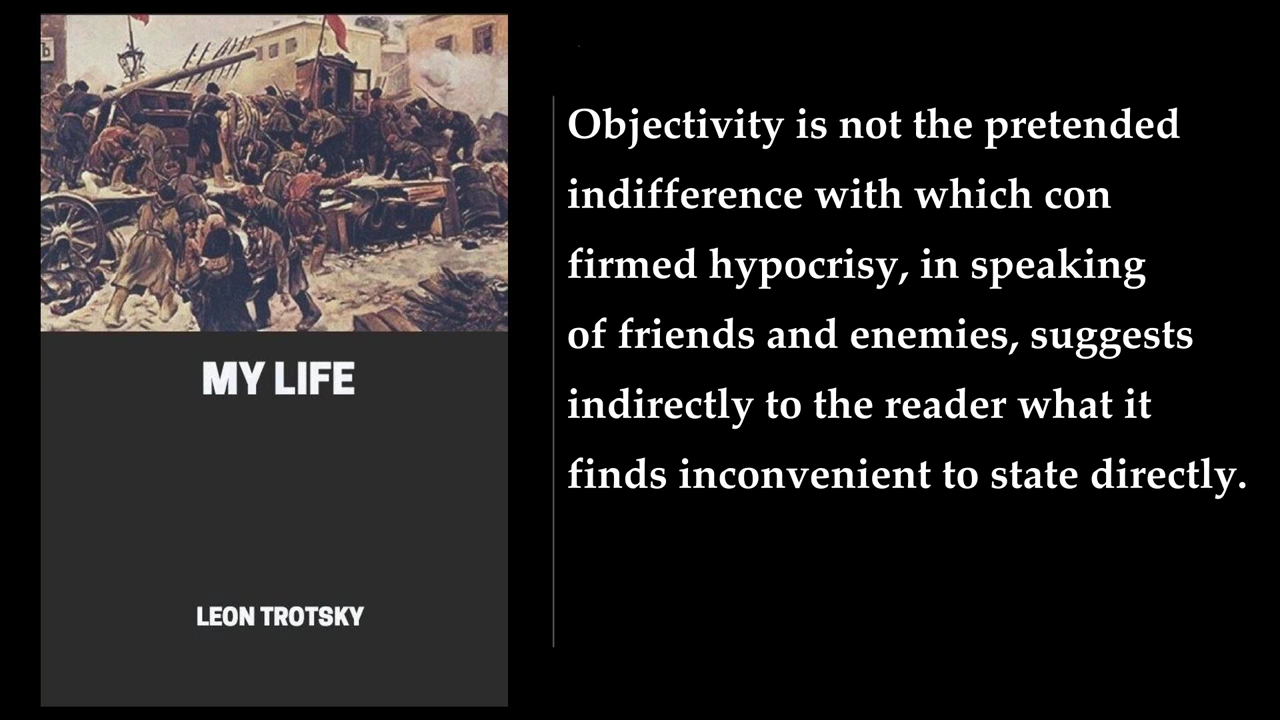 Ъ
MY LIFE
LEON TROTSKY
Objectivity is not the pretended
indifference with which con
firmed hypocrisy, in speaking
of friends and enemies, suggests
indirectly to the reader what it
finds inconvenient to state directly.